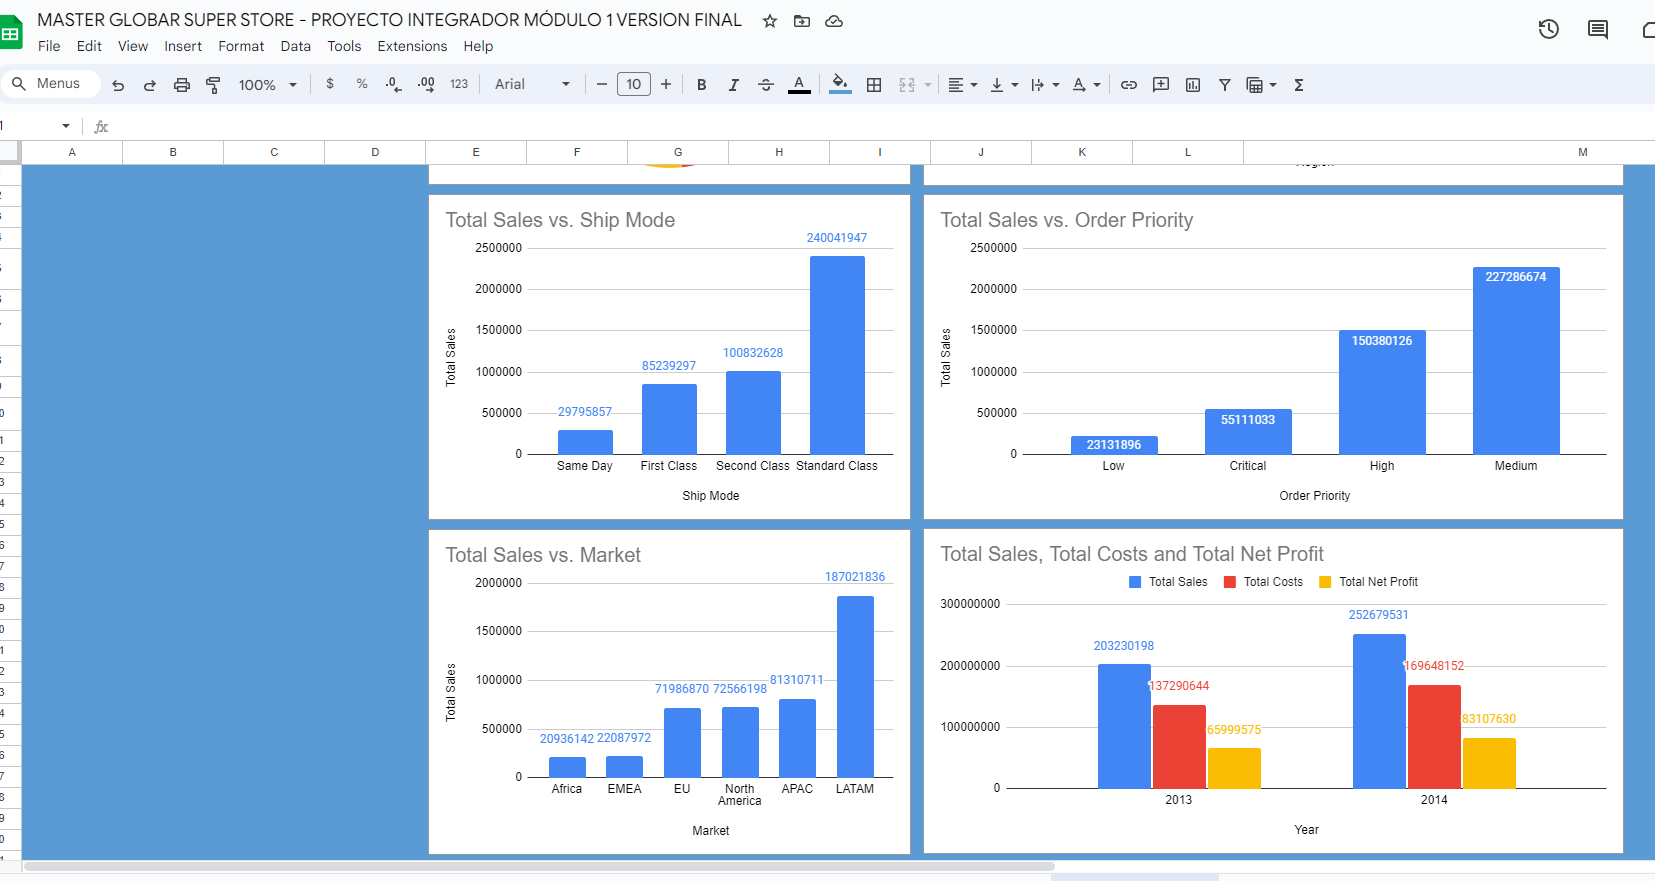 MASTER GLOBAR SUPER STORE - PROYECTO INTEGRADOR MÓDULO 1 VERSION FINAL
File Edit View Insert Format Data Tools Extensions Help
Menus 100% $ % .0 .00 123 Arial 10 B I A
fx
A B C D E F G H I J K L M
Total Sales vs. Ship Mode
240041947
2500000
2000000
1500000
1000000
500000
0
Total Sales
29795857
85239297
100832628
Same Day First Class Second Class Standard Class
Ship Mode
Total Sales vs. Order Priority
2500000
2000000
1500000
1000000
500000
0
Total Sales
23131896
55111033
150380126
227286674
Low Critical High Medium
Order Priority
Total Sales vs. Market
187021836
2000000
1500000
1000000
500000
0
Total Sales
20936142 22087972 71986870 72566198 81310711
Africa EMEA EU North America APAC LATAM
Market
Total Sales, Total Costs and Total Net Profit
Total Sales Total Costs Total Net Profit
300000000
200000000
100000000
0
203230198
137290644
65999575
252679531
169648152
83107630
2013 2014
Year